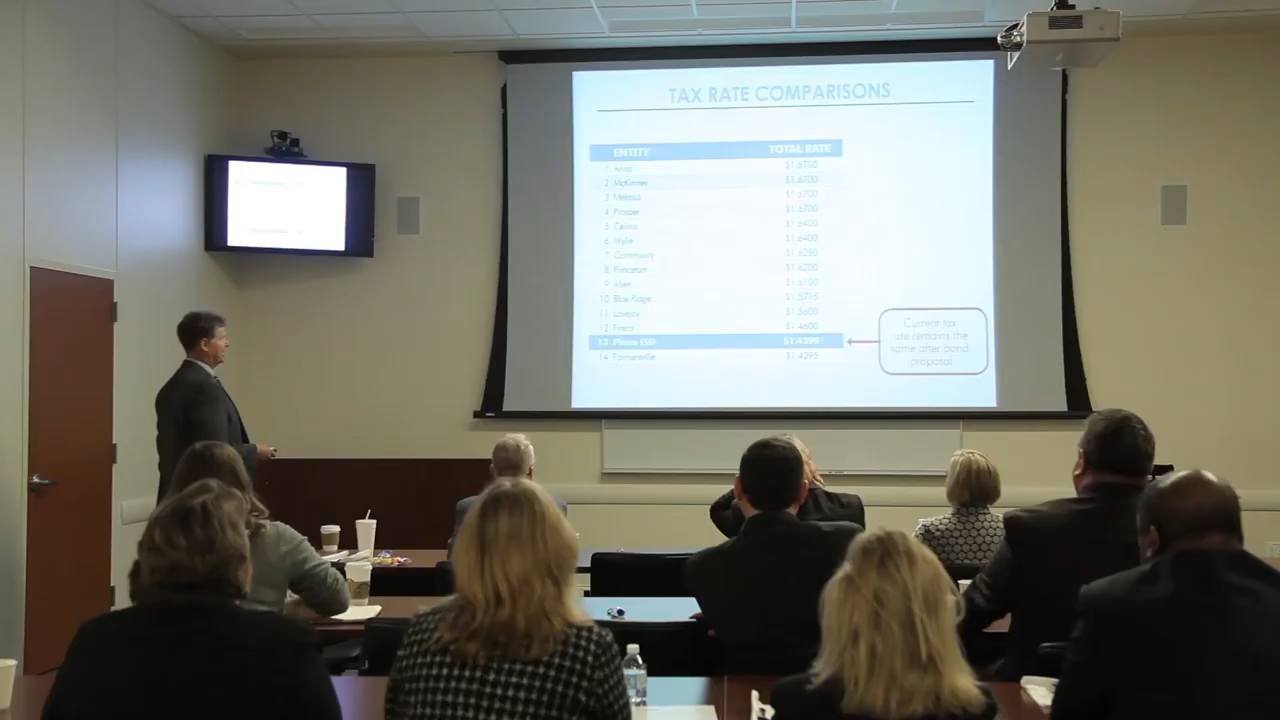 TAX RATE COMPARISONS
ENTITY TOTAL RATE
1 Anna $1.6700
2 McKinney $1.6700
3 Melissa $1.6700
4 Prosper $1.6700
5 Celina $1.6400
6 Wylie $1.6400
7 Community $1.6250
8 Princeton $1.6200
9 Allen $1.6100
10 Blue Ridge $1.5715
11 Lovejoy $1.5600
12 Frisco $1.4600
13 Plano ISD $1.4390
14 Farmersville $1.4295
Current tax
rate remains the
same after bond
proposal